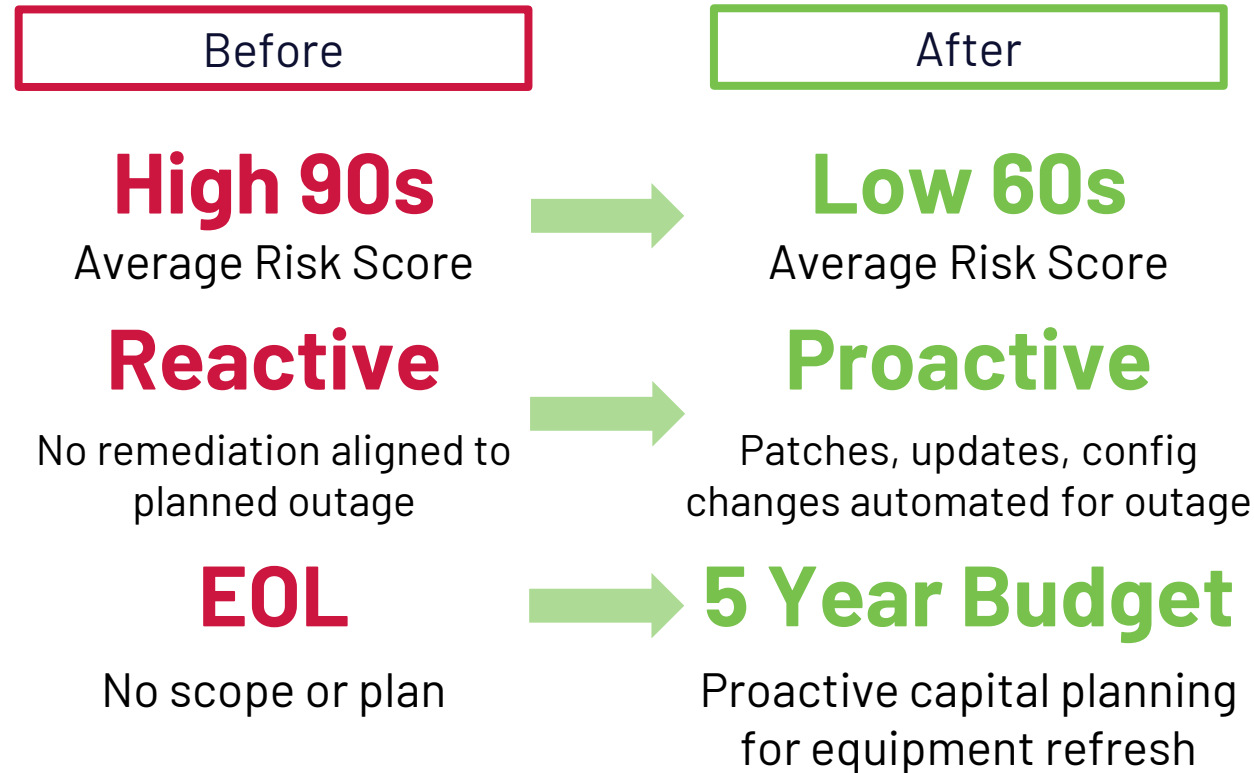 Before
After
High 90s
Low 60s
Average Risk Score
Average Risk Score
Reactive
Proactive
No remediation aligned to
planned outage
Patches, updates, config
changes automated for outage
EOL
5 Year Budget
No scope or plan
Proactive capital planning
for equipment refresh